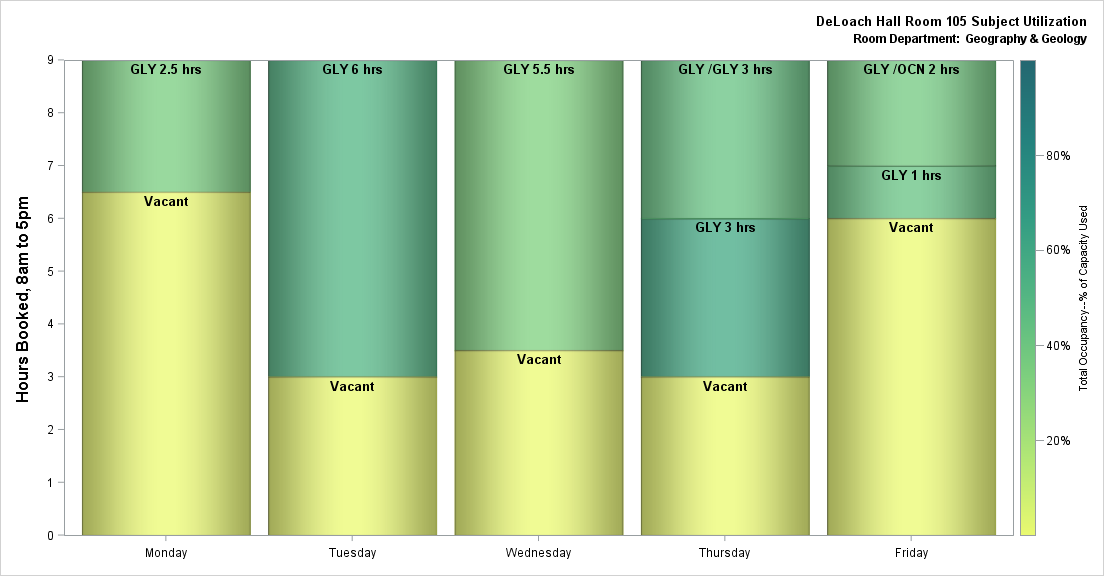 DeLoach Hall Room 105 Subject Utilization
Room Department: Geography & Geology
Hours Booked, 8am to 5pm
9
8
7
6
5
4
3
2
1
0
GLY 2.5 hrs
Vacant
GLY 6 hrs
Vacant
GLY 5.5 hrs
Vacant
GLY /GLY 3 hrs
GLY 3 hrs
Vacant
GLY /OCN 2 hrs
GLY 1 hrs
Vacant
Monday
Tuesday
Wednesday
Thursday
Friday
80%
60%
40%
20%
Total Occupancy--% of Capacity Used